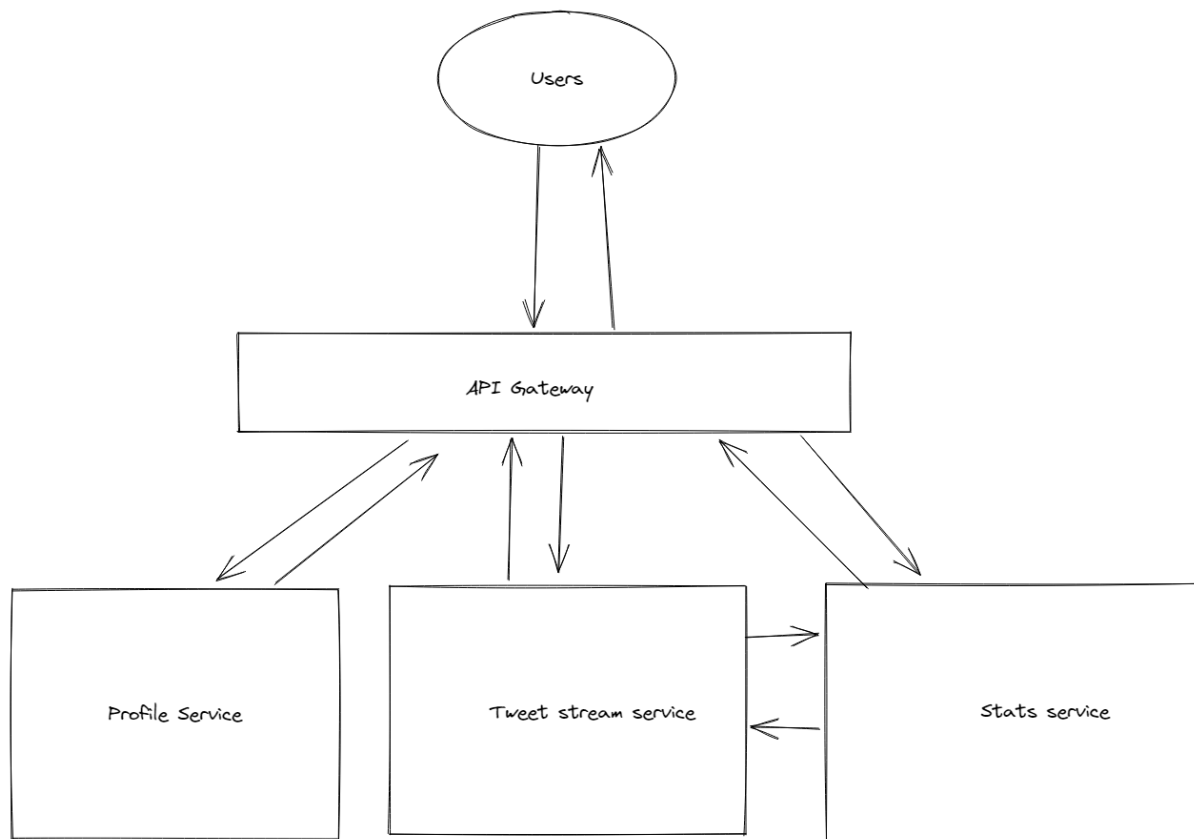 Users
API Gateway
Profile Service
Tweet stream service
Stats service